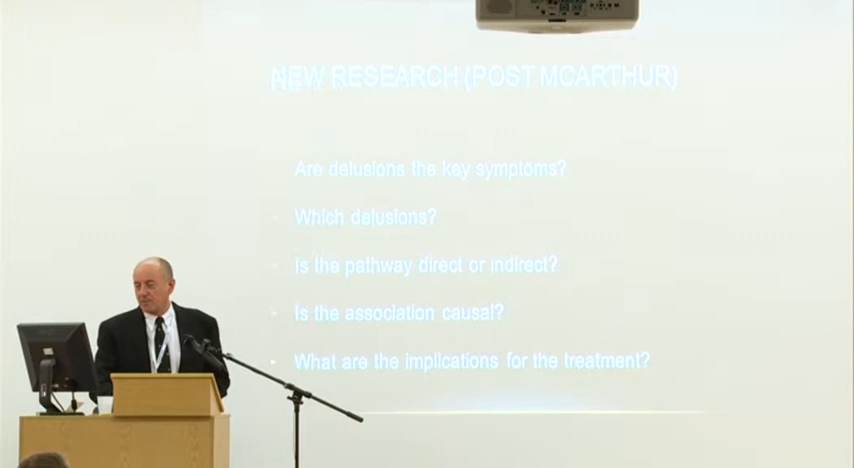 NEW RESEARCH (POST MCARTHUR)
Are delusions the key symptoms?
Which delusions?
Is the pathway direct or indirect?
Is the association causal?
What are the implications for the treatment?